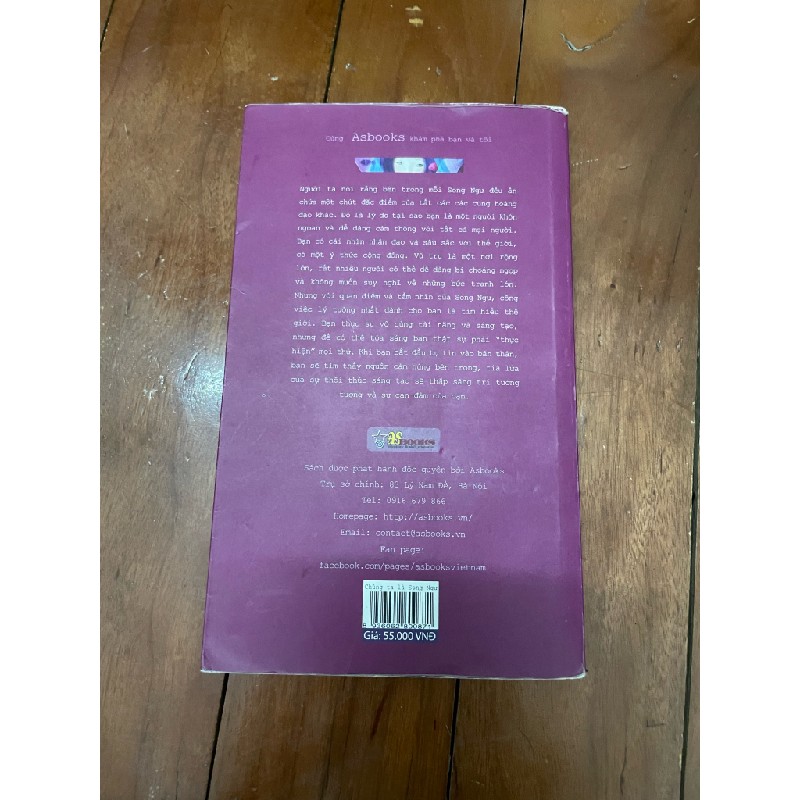 Cùng Asbooks khám phá bạn và tôi
Người ta nói rằng bên trong mỗi Song Ngư đều ẩn
chứa một chút đặc điểm của tất cả các cung hoàng
đạo khác. Đó là lý do tại sao bạn là một người khôn
ngoan và dễ dàng cảm thông với tất cả mọi người.
Bạn có cái nhìn nhân đạo và sâu sắc với thế giới,
có một ý thức cộng đồng. Vũ trụ là một nơi rộng
lớn, rất nhiều người có thể dễ dàng bị choáng ngợp
và không muốn suy nghĩ về những bức tranh lớn.
Nhưng với quan điểm và tầm nhìn của Song Ngư, công
việc lý tưởng nhất dành cho bạn là tìm hiểu thế
giới. Bạn thực sự vô cùng tài năng và sáng tạo,
nhưng để có thể tỏa sáng bạn thật sự phải "thực
hiện" mọi thứ. Khi bạn bắt đầu tự tin vào bản thân,
bạn sẽ tìm thấy nguồn cảm hứng bên trong, tia lửa
của sự thôi thúc sáng tạo sẽ thắp sáng trí tưởng
tượng và sự can đảm của bạn
asBOOKS
Sách được phát hành độc quyền bởi Asbooks
Trụ sở chính: Lý Nam Đế, Hà Nội
Tel: 0916 679 866
Homepage: http://asbooks.vn/
Email: contact@asbooks.vn
Fan page:
facebook.com/pages/asbooksvietnam
Chúng ta là Song Ngư
Giá: 55.000 VNĐ